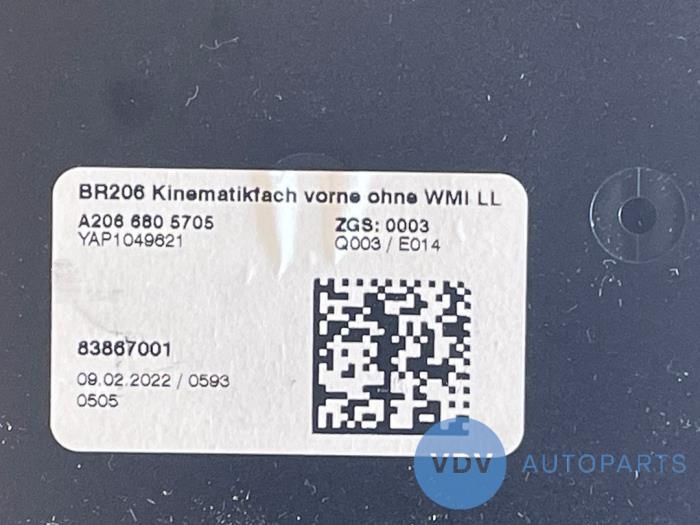 BR206 Kinematikfach vorne ohne WMI LL
A206 680 5705
ZGS: 0003
YAP1049621
Q003 / E014
83867001
09.02.2022 / 0593
0505
VDV AUTOPARTS